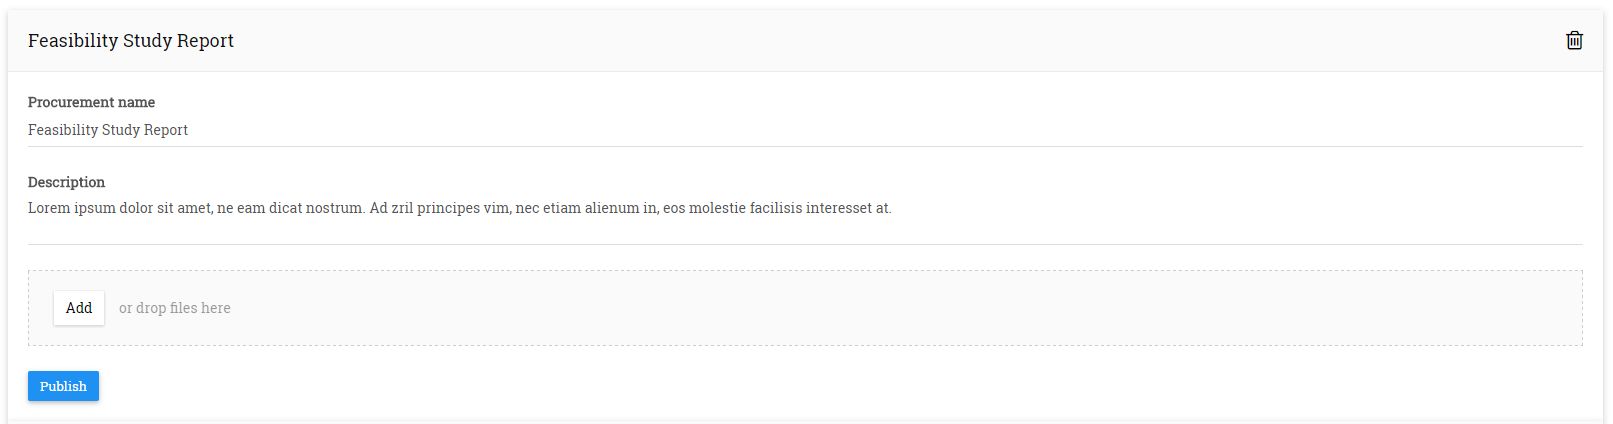 Feasibility Study Report
Procurement name
Feasibility Study Report
Description
Lorem ipsum dolor sit amet, ne eam dicat nostrum. Ad zril principes vim, nec etiam alienum in, eos molestie facilisis interesset at.
Add or drop files here
Publish